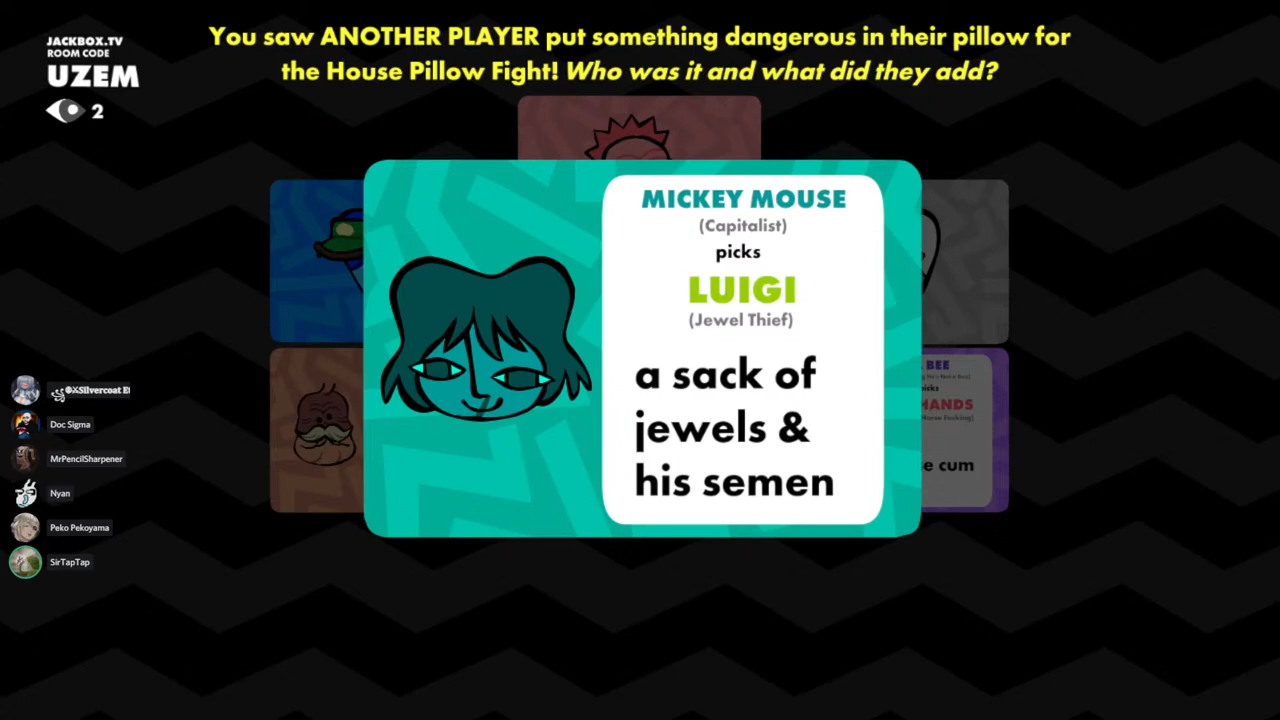 JACKBOX.TV
ROOM CODE
UZEM
2
You saw ANOTHER PLAYER put something dangerous in their pillow for
the House Pillow Fight! Who was it and what did they add?
MICKEY MOUSE
(Capitalist)
picks
LUIGI
(Jewel Thief)
a sack of
jewels &
his semen
BEE
picks
HANDS
cum
Doc Sigma
MrPencilSharpener
Nyan
Peko Pekoyama
SirTapTap